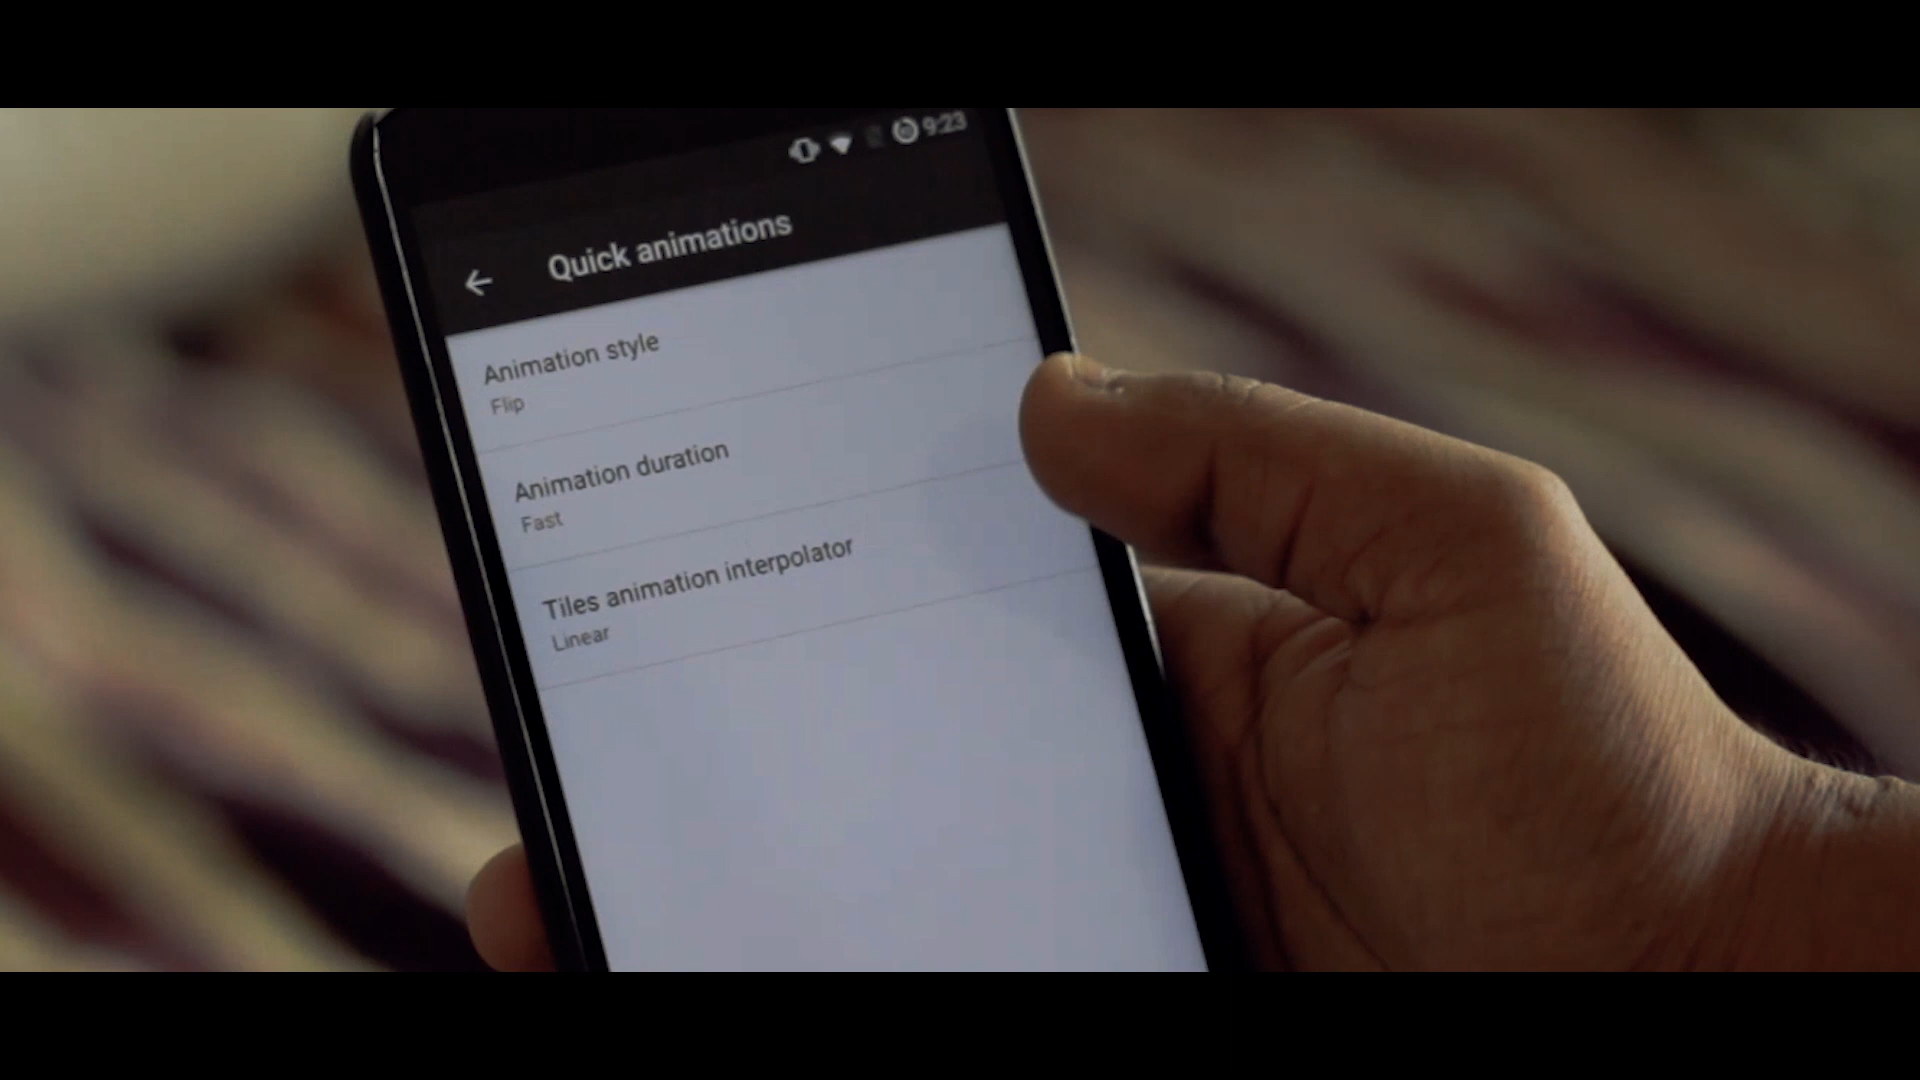 9:23
Quick animations
Animation style
Flip
Animation duration
Fast
Tiles animation interpolator
Linear